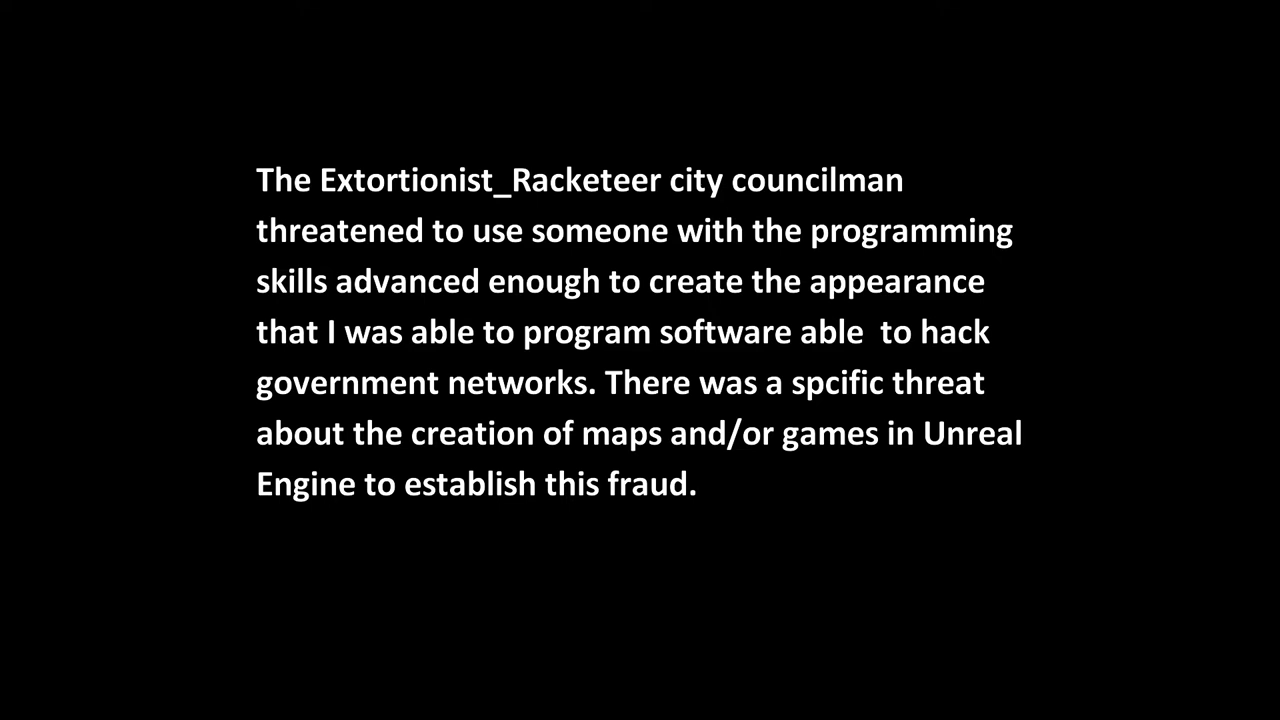 The Extortionist_Racketeer city councilman
threatened to use someone with the programming
skills advanced enough to create the appearance
that I was able to program software able  to hack
government networks. There was a spcific threat
about the creation of maps and/or games in Unreal
Engine to establish this fraud.